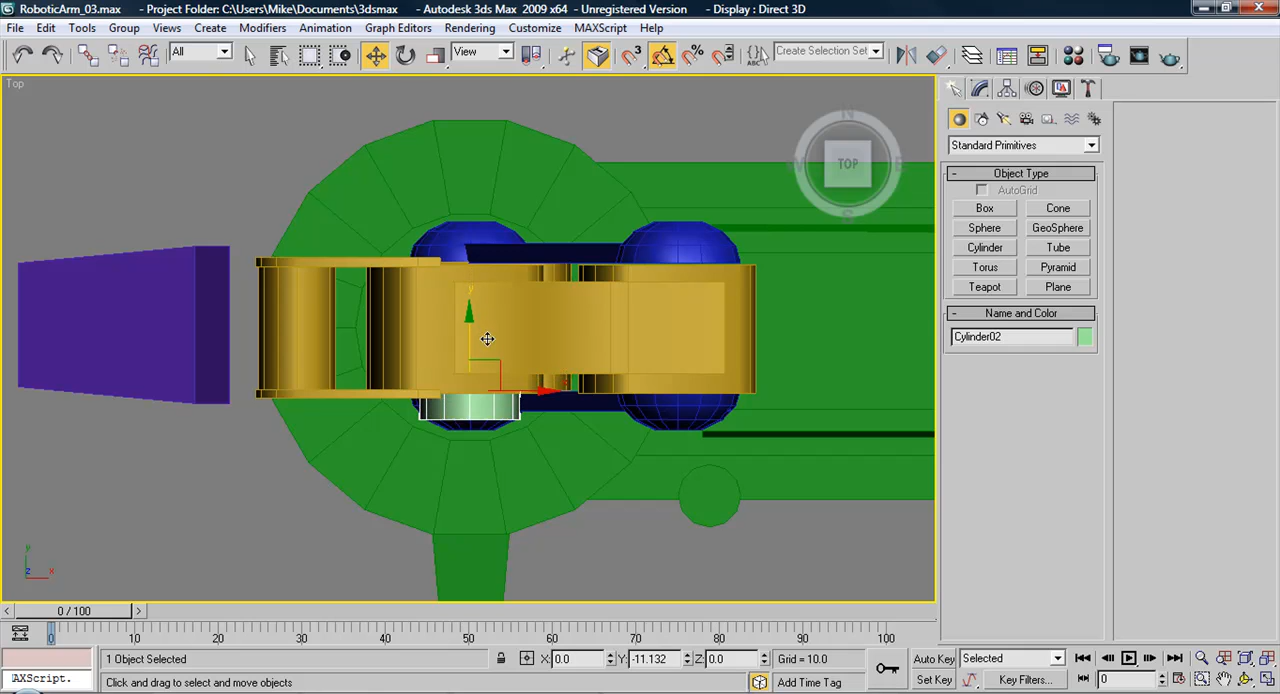 RoboticArm_03.max - Project Folder: C:\Users\Mike\Documents\3dsmax - Autodesk 3ds Max 2009 x64 - Unregistered Version - Display : Direct 3D
File Edit Tools Group Views Create Modifiers Animation Graph Editors Rendering Customize MAXScript Help
All View 3 % ABC Create Selection Set
Top
N
TOP
S
y
x
y
z x
Standard Primitives
- Object Type
AutoGrid
Box Cone
Sphere GeoSphere
Cylinder Tube
Torus Pyramid
Teapot Plane
- Name and Color
Cylinder02
< 0 / 100 >
0 10 20 30 40 50 60 70 80 90 100
1 Object Selected X: 0.0 Y: -11.132 Z: 0.0 Grid = 10.0 Auto Key Selected
AXScript. Click and drag to select and move objects Add Time Tag Set Key Key Filters... 0